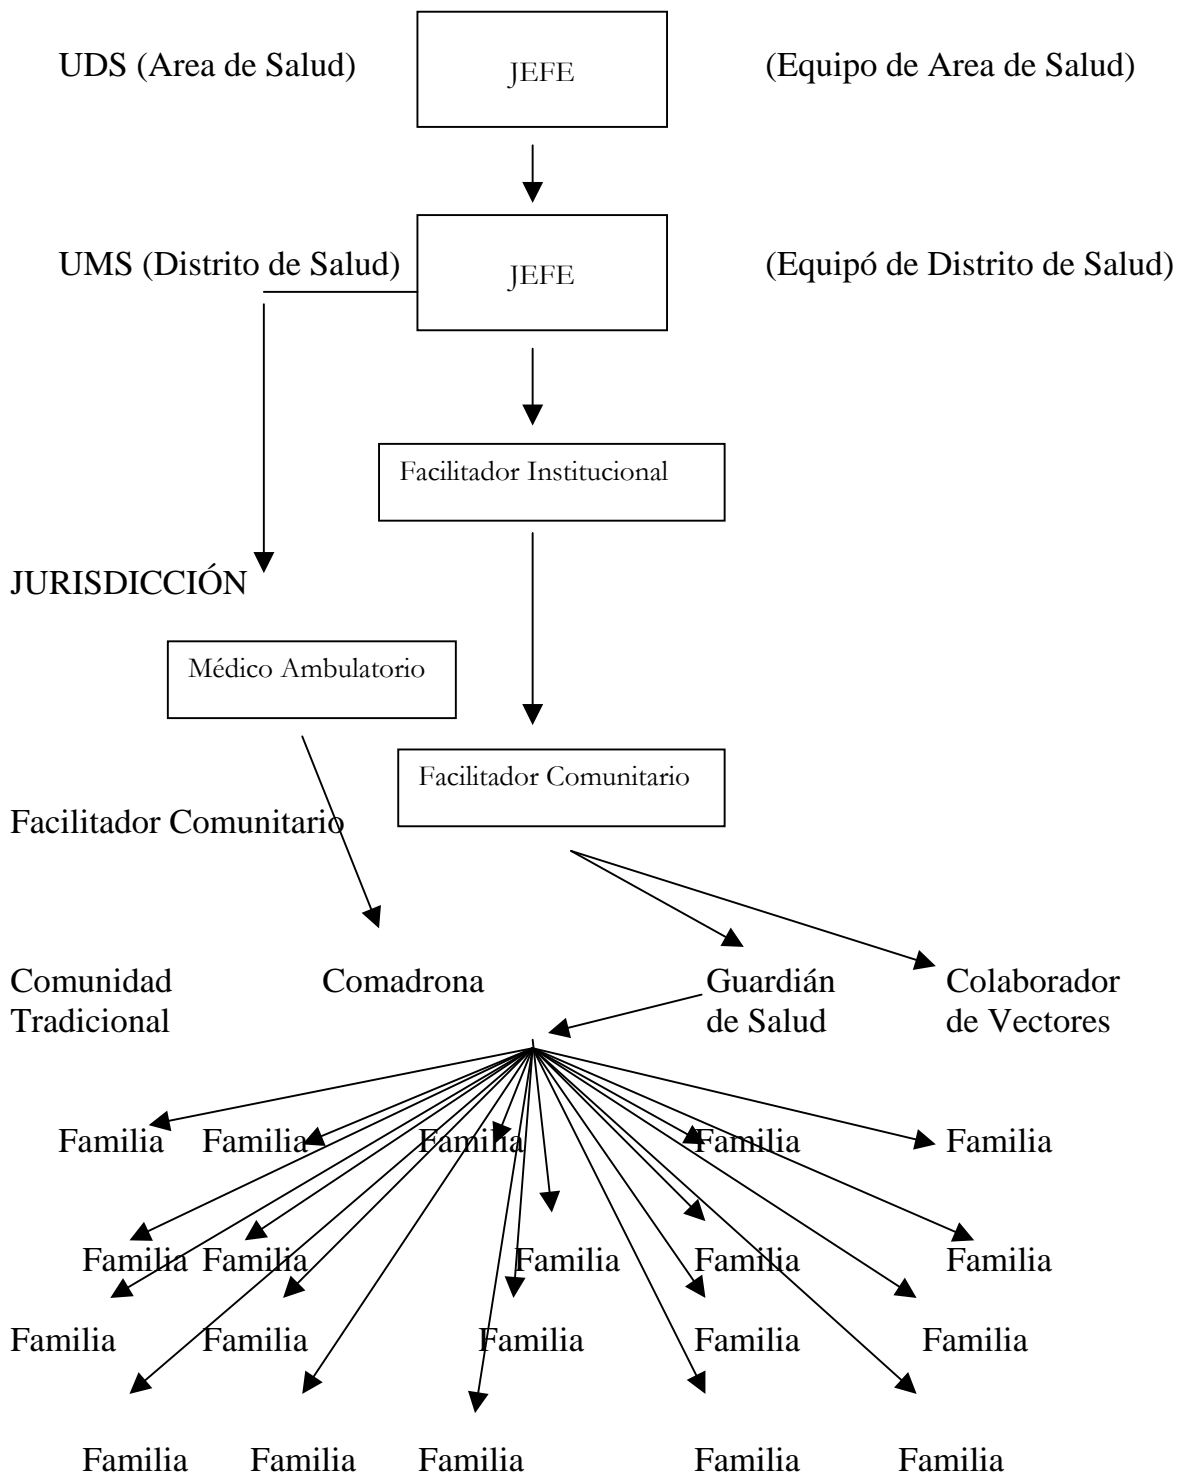 UDS (Area de Salud) JEFE (Equipo de Area de Salud)
UMS (Distrito de Salud) JEFE (Equipó de Distrito de Salud)
Facilitador Institucional
JURISDICCIÓN
Médico Ambulatorio
Facilitador Comunitario
Facilitador Comunitario
Comunidad Comadrona Guardián Colaborador
Tradicional de Salud de Vectores
Familia Familia Familia Familia Familia
Familia Familia Familia Familia Familia
Familia Familia Familia Familia Familia
Familia Familia Familia Familia Familia